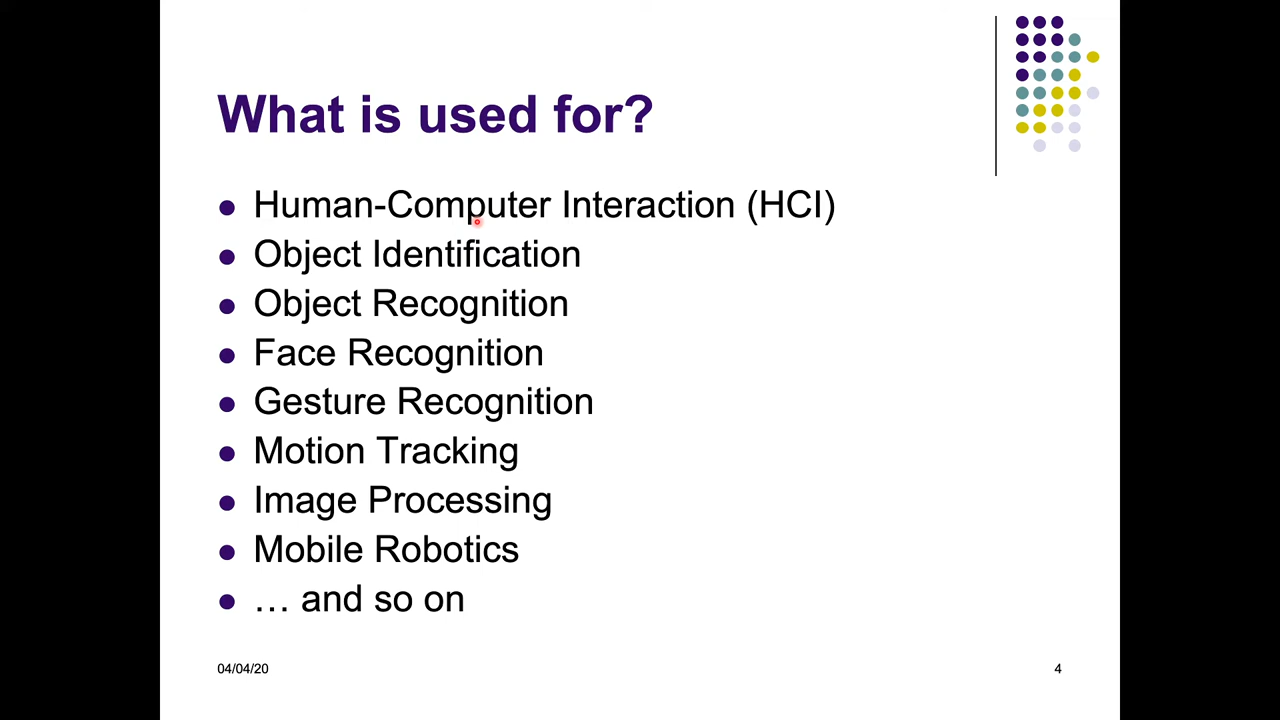 What is used for?
Human-Computer Interaction (HCI)
Object Identification
Object Recognition
Face Recognition
Gesture Recognition
Motion Tracking
Image Processing
Mobile Robotics
… and so on
04/04/20
4